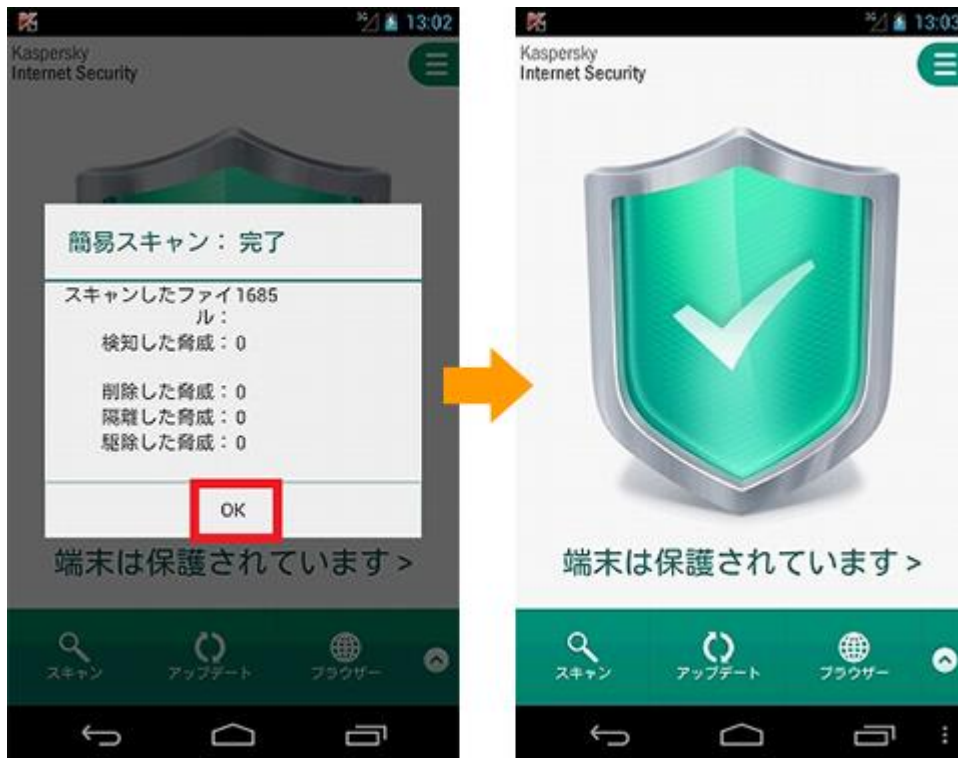 13:02
Kaspersky
Internet Security
簡易スキャン： 完了
スキャンしたファイ 1685
ル：
検知した脅威：0
削除した脅威：0
隔離した脅威：0
駆除した脅威：0
OK
端末は保護されています >
スキャン
アップデート
ブラウザー
13:03
Kaspersky
Internet Security
端末は保護されています >
スキャン
アップデート
ブラウザー